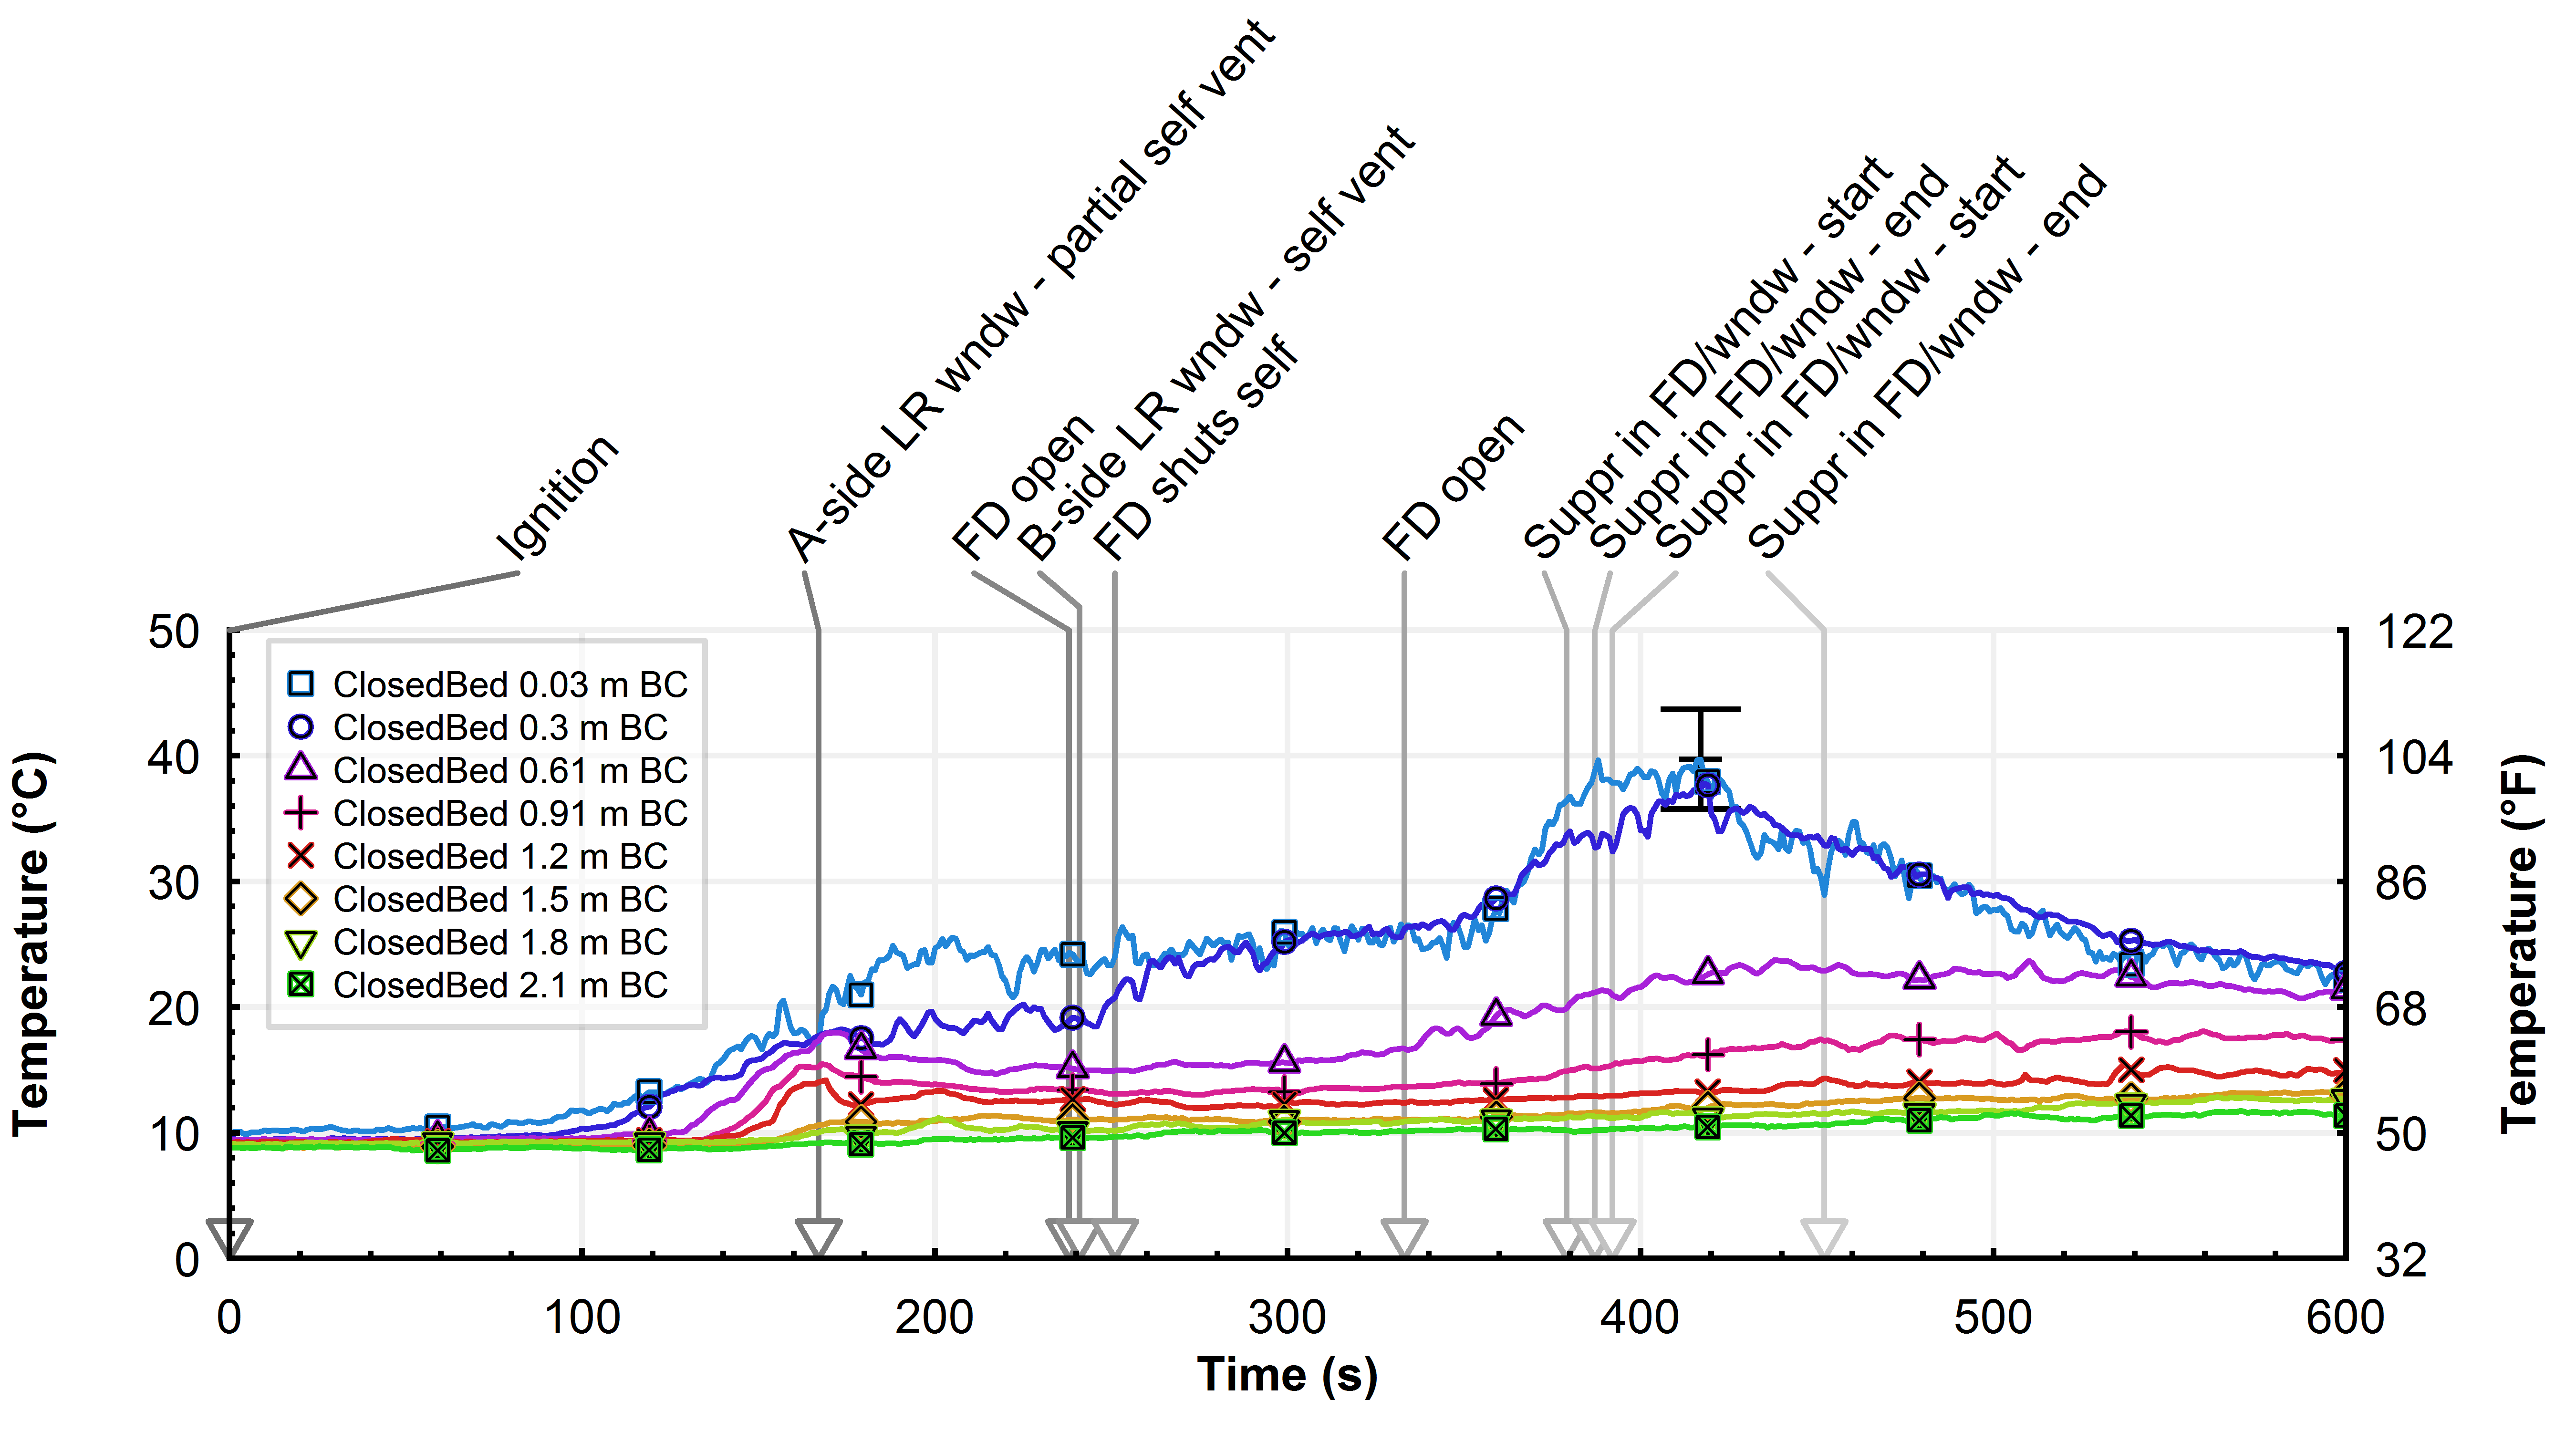 Ignition
A-side LR wndw - partial self vent
FD open
B-side LR wndw - self vent
FD shuts self
FD open
Suppr in FD/wndw - start
Suppr in FD/wndw - end
Suppr in FD/wndw - start
Suppr in FD/wndw - end
50
40
30
20
10
0
Temperature (°C)
ClosedBed 0.03 m BC
ClosedBed 0.3 m BC
ClosedBed 0.61 m BC
ClosedBed 0.91 m BC
ClosedBed 1.2 m BC
ClosedBed 1.5 m BC
ClosedBed 1.8 m BC
ClosedBed 2.1 m BC
122
104
86
68
50
32
Temperature (°F)
0 100 200 300 400 500 600
Time (s)